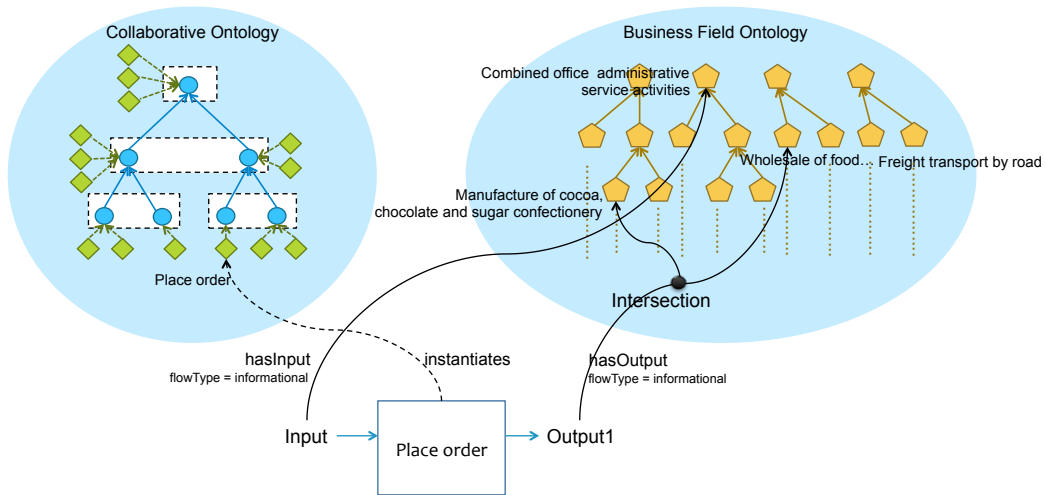 Collaborative Ontology
Business Field Ontology
Combined office administrative
service activities
Wholesale of food…
Freight transport by road
Manufacture of cocoa,
chocolate and sugar confectionery
Place order
Intersection
hasInput
flowType = informational
instantiates
hasOutput
flowType = informational
Input
Place order
Output1